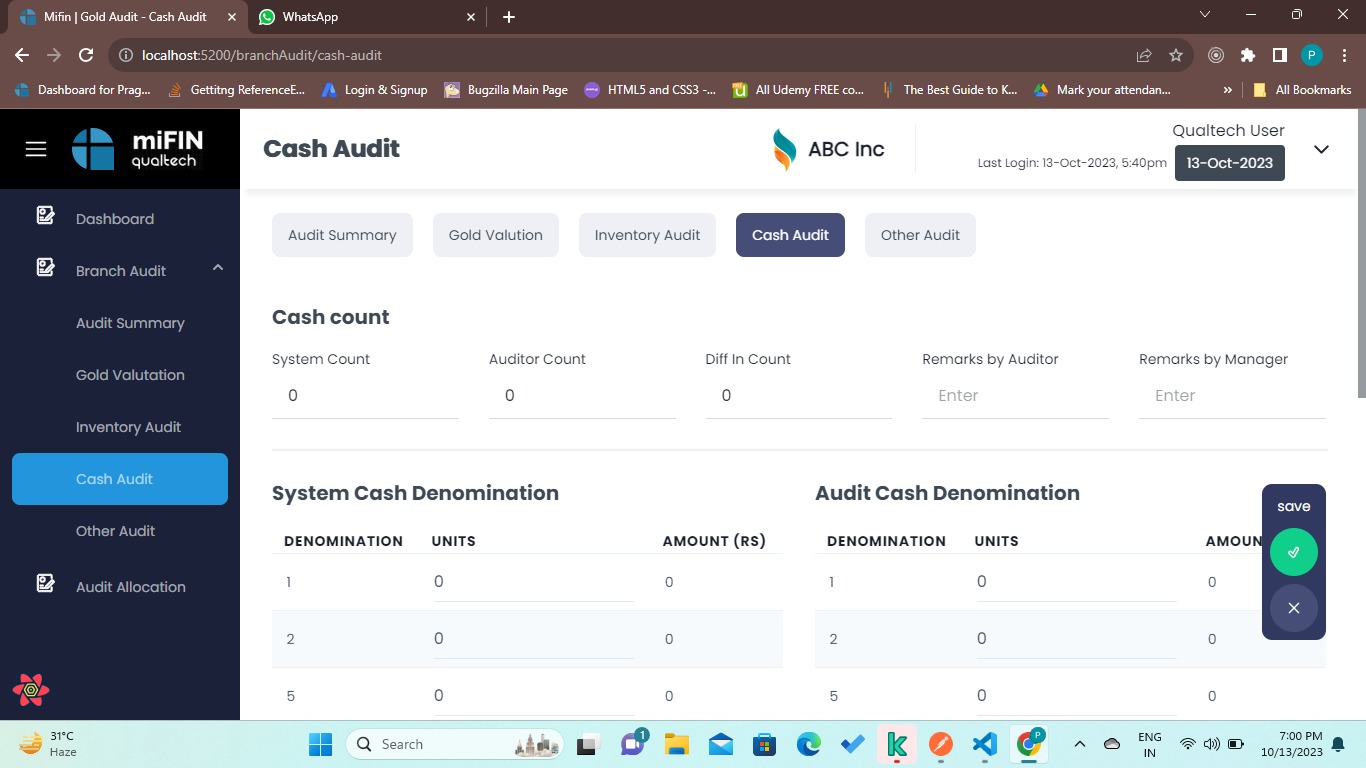 Mifin | Gold Audit - Cash Audit
WhatsApp
localhost:5200/branchAudit/cash-audit
P
Dashboard for Prag...
Gettitng ReferenceE...
Login & Signup
Bugzilla Main Page
HTML5 and CSS3 -...
All Udemy FREE co...
The Best Guide to K...
Mark your attendan...
»
All Bookmarks
miFIN
qualtech
Cash Audit
ABC Inc
Qualtech User
Last Login: 13-Oct-2023, 5:40pm
13-Oct-2023
Dashboard
Branch Audit
Audit Summary
Gold Valutation
Inventory Audit
Cash Audit
Other Audit
Audit Allocation
Audit Summary
Gold Valution
Inventory Audit
Cash Audit
Other Audit
Cash count
System Count
Auditor Count
Diff In Count
Remarks by Auditor
Remarks by Manager
0
0
0
Enter
Enter
System Cash Denomination
DENOMINATION UNITS AMOUNT (RS)
1 0 0
2 0 0
5 0 0
Audit Cash Denomination
DENOMINATION UNITS AMOUN
1 0 0
2 0 0
5 0 0
save
31°C
Haze
Search
1
P
ENG
IN
7:00 PM
10/13/2023